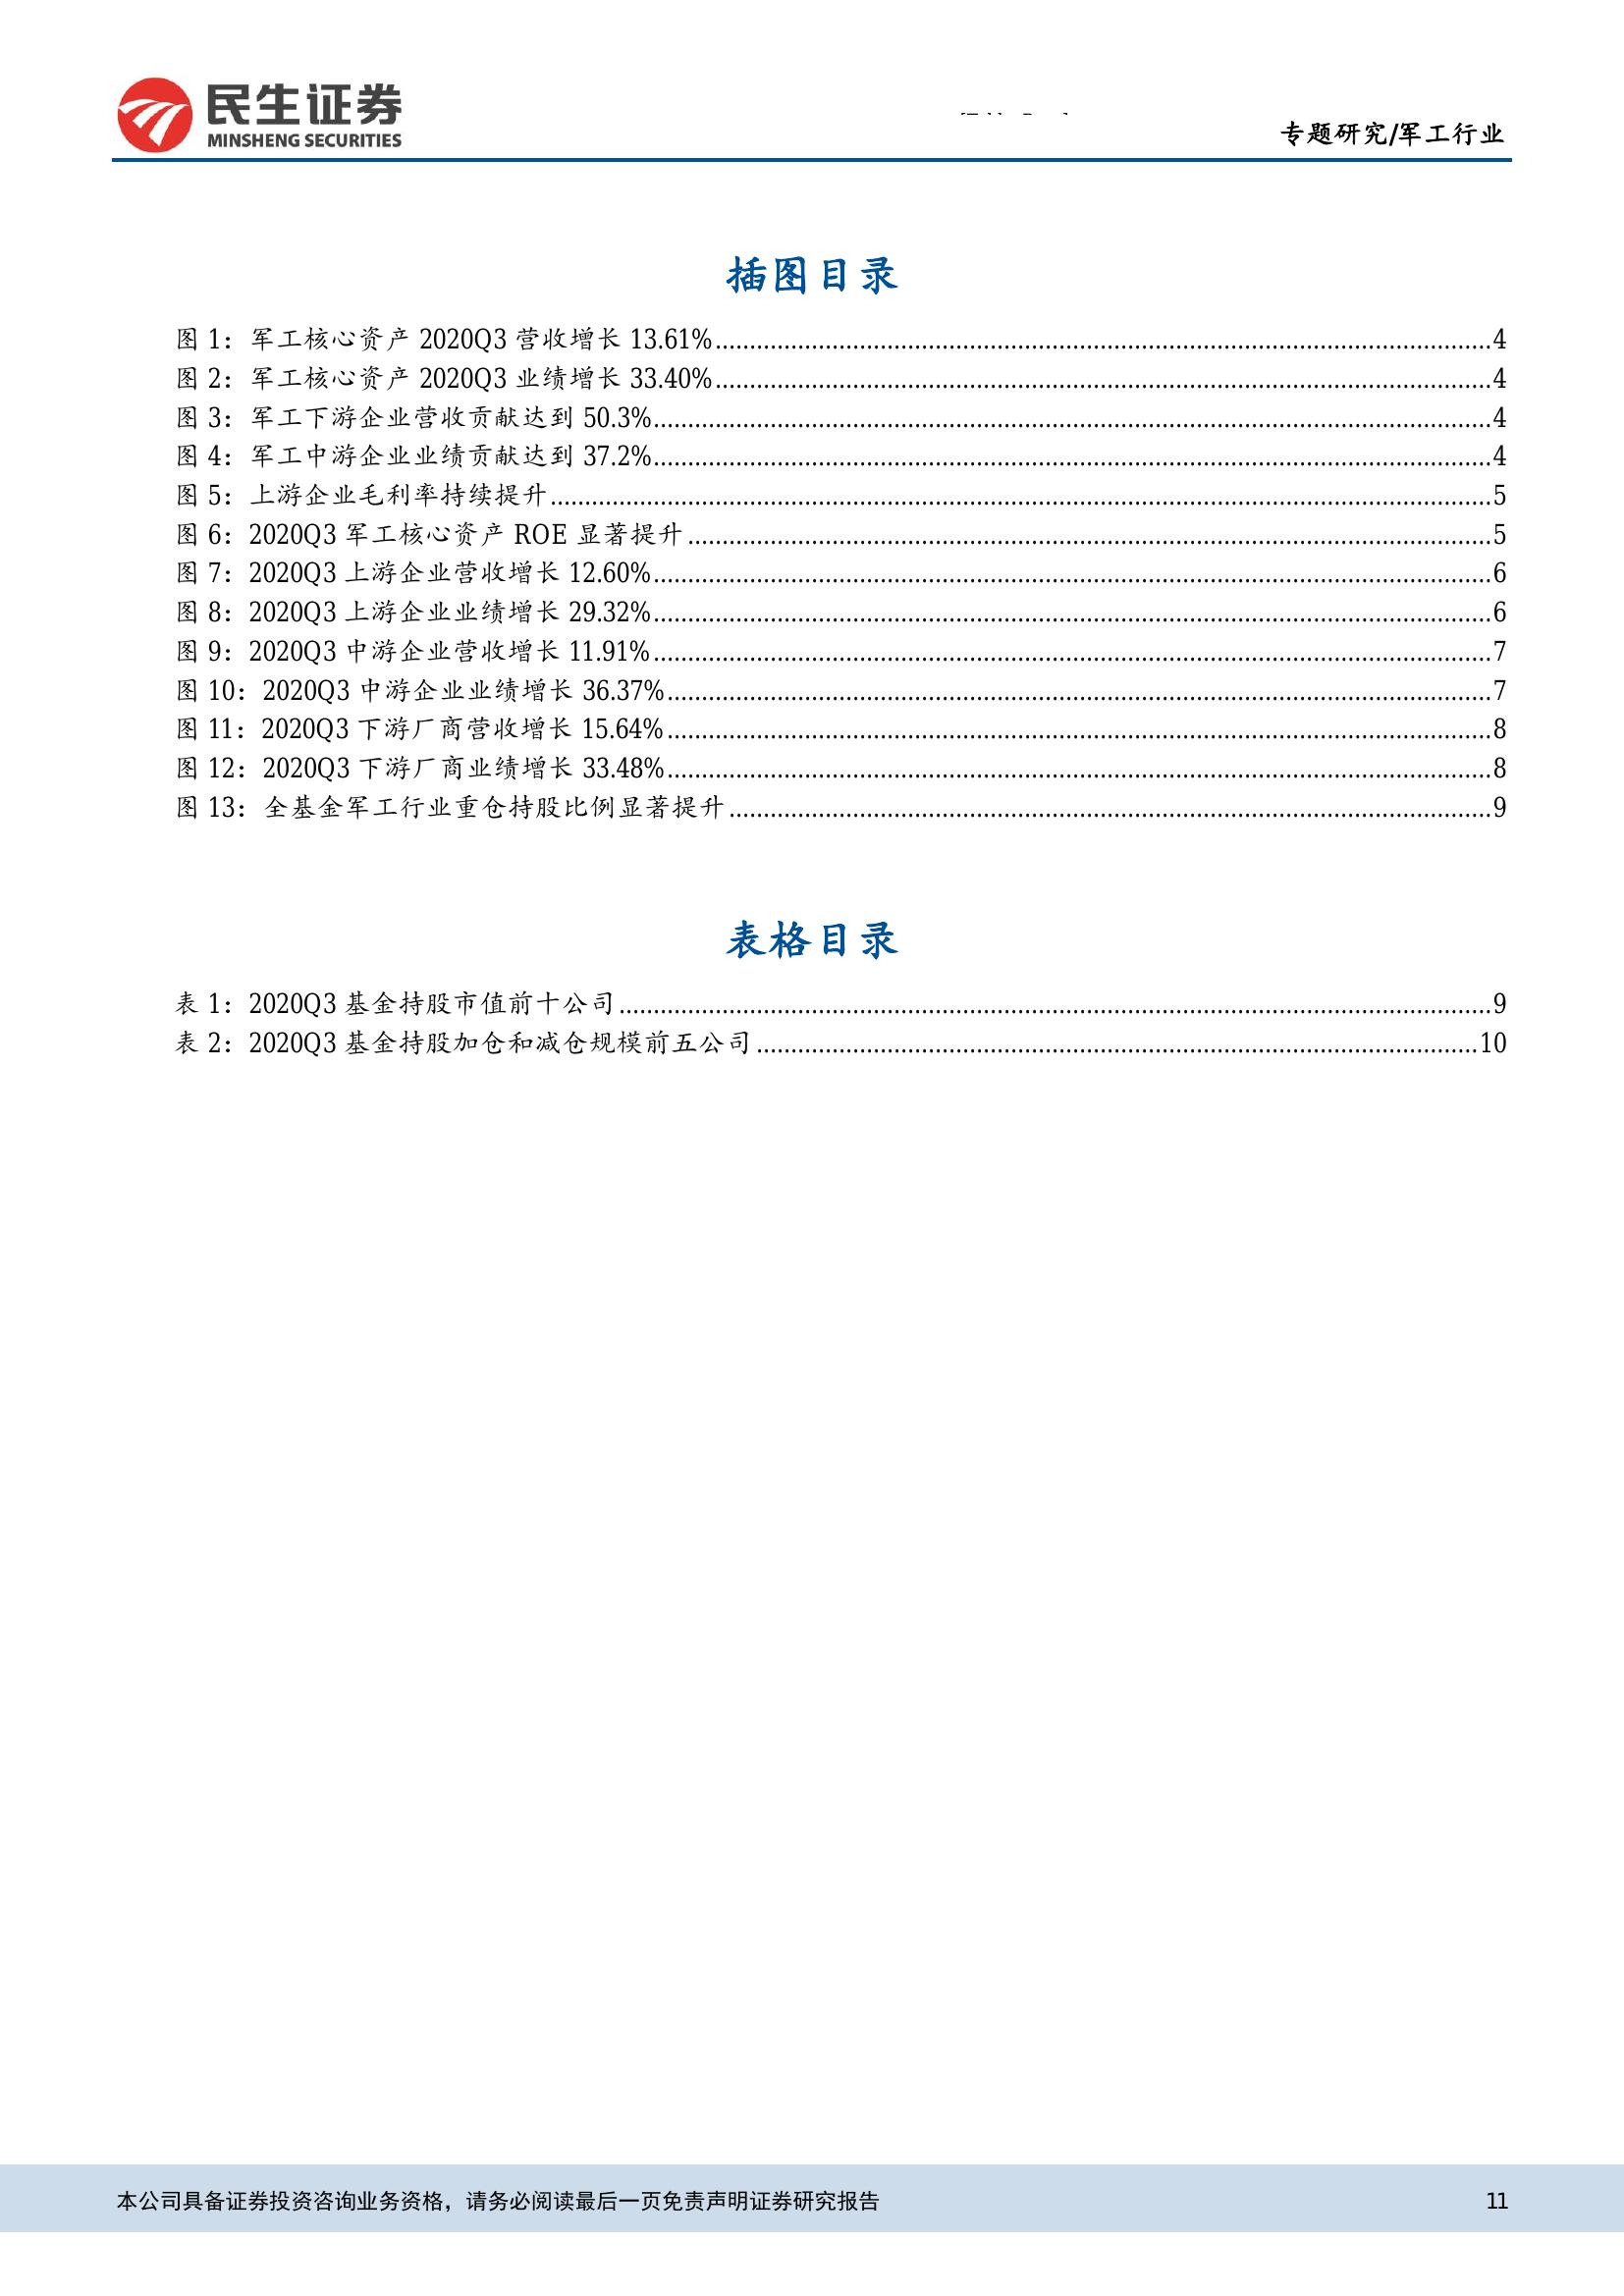 民生证券
MINSHENG SECURITIES
专题研究/军工行业
插图目录
图 1：军工核心资产 2020Q3 营收增长 13.61%........................................4
图 2：军工核心资产 2020Q3 业绩增长 33.40%........................................4
图 3：军工下游企业营收贡献达到 50.3%........................................4
图 4：军工中游企业业绩贡献达到 37.2%........................................4
图 5：上游企业毛利率持续提升........................................5
图 6：2020Q3 军工核心资产 ROE 显著提升........................................5
图 7：2020Q3 上游企业营收增长 12.60%........................................6
图 8：2020Q3 上游企业业绩增长 29.32%........................................6
图 9：2020Q3 中游企业营收增长 11.91%........................................7
图 10：2020Q3 中游企业业绩增长 36.37%........................................7
图 11：2020Q3 下游厂商营收增长 15.64%........................................8
图 12：2020Q3 下游厂商业绩增长 33.48%........................................8
图 13：全基金军工行业重仓持股比例显著提升........................................9
表格目录
表 1：2020Q3 基金持股市值前十公司........................................9
表 2：2020Q3 基金持股加仓和减仓规模前五公司........................................10
本公司具备证券投资咨询业务资格，请务必阅读最后一页免责声明证券研究报告
11